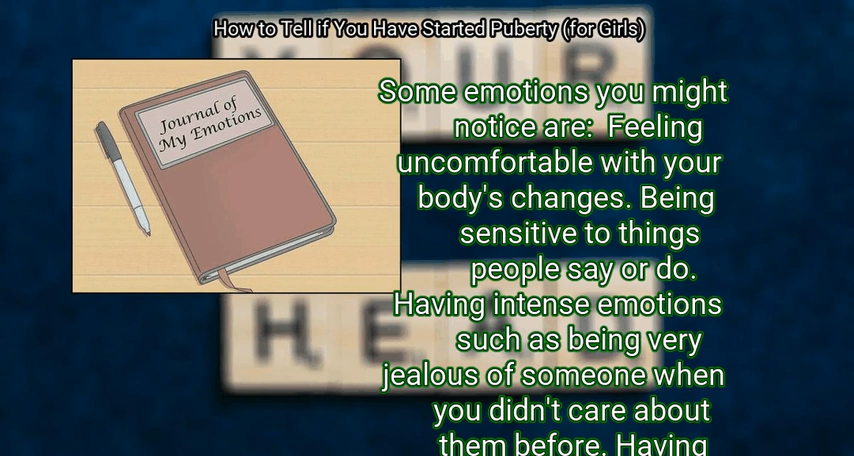 How to Tell if You Have Started Puberty (for Girls)
YOUR
Journal of
My Emotions
Some emotions you might
notice are:  Feeling
uncomfortable with your
body's changes. Being
sensitive to things
people say or do.
Having intense emotions
such as being very
jealous of someone when
you didn't care about
them before. Having
HEAD